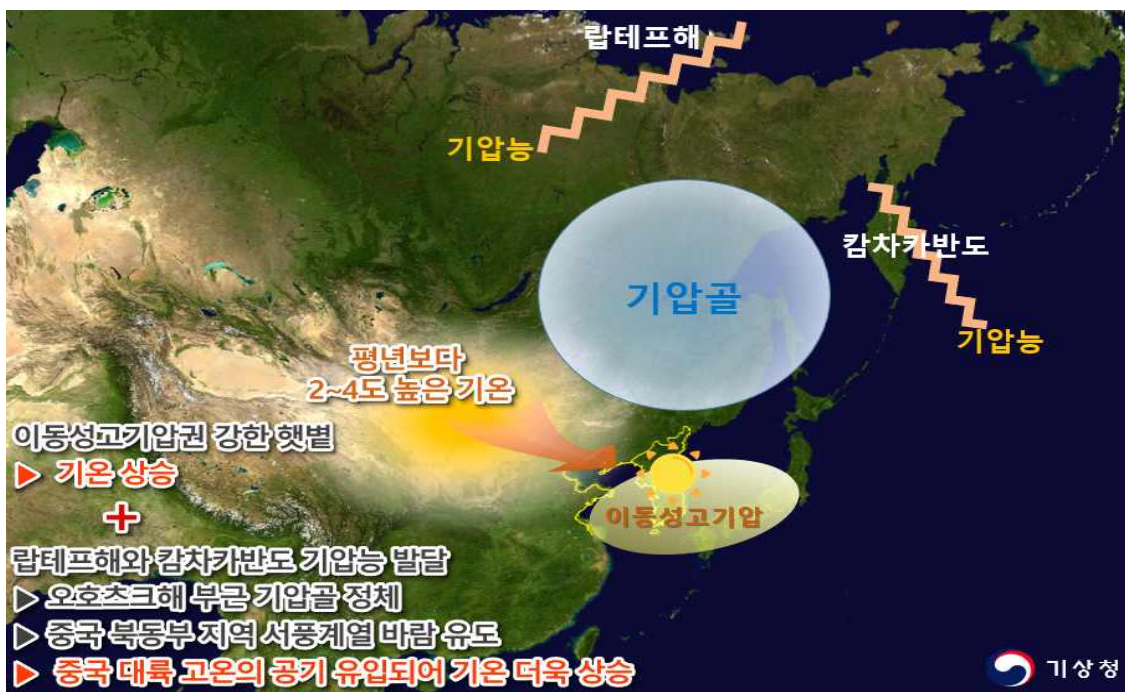 랍테프해
기압능
캄차카반도
기압골
기압능
평년보다
2~4도 높은 기온
이동성고기압권 강한 햇볕
▶ 기온 상승
+
이동성고기압
랍테프해와 캄차카반도 기압능 발달
▶ 오호츠크해 부근 기압골 정체
▶ 중국 북동부 지역 서풍계열 바람 유도
▶ 중국 대륙 고온의 공기 유입되어 기온 더욱 상승
기상청